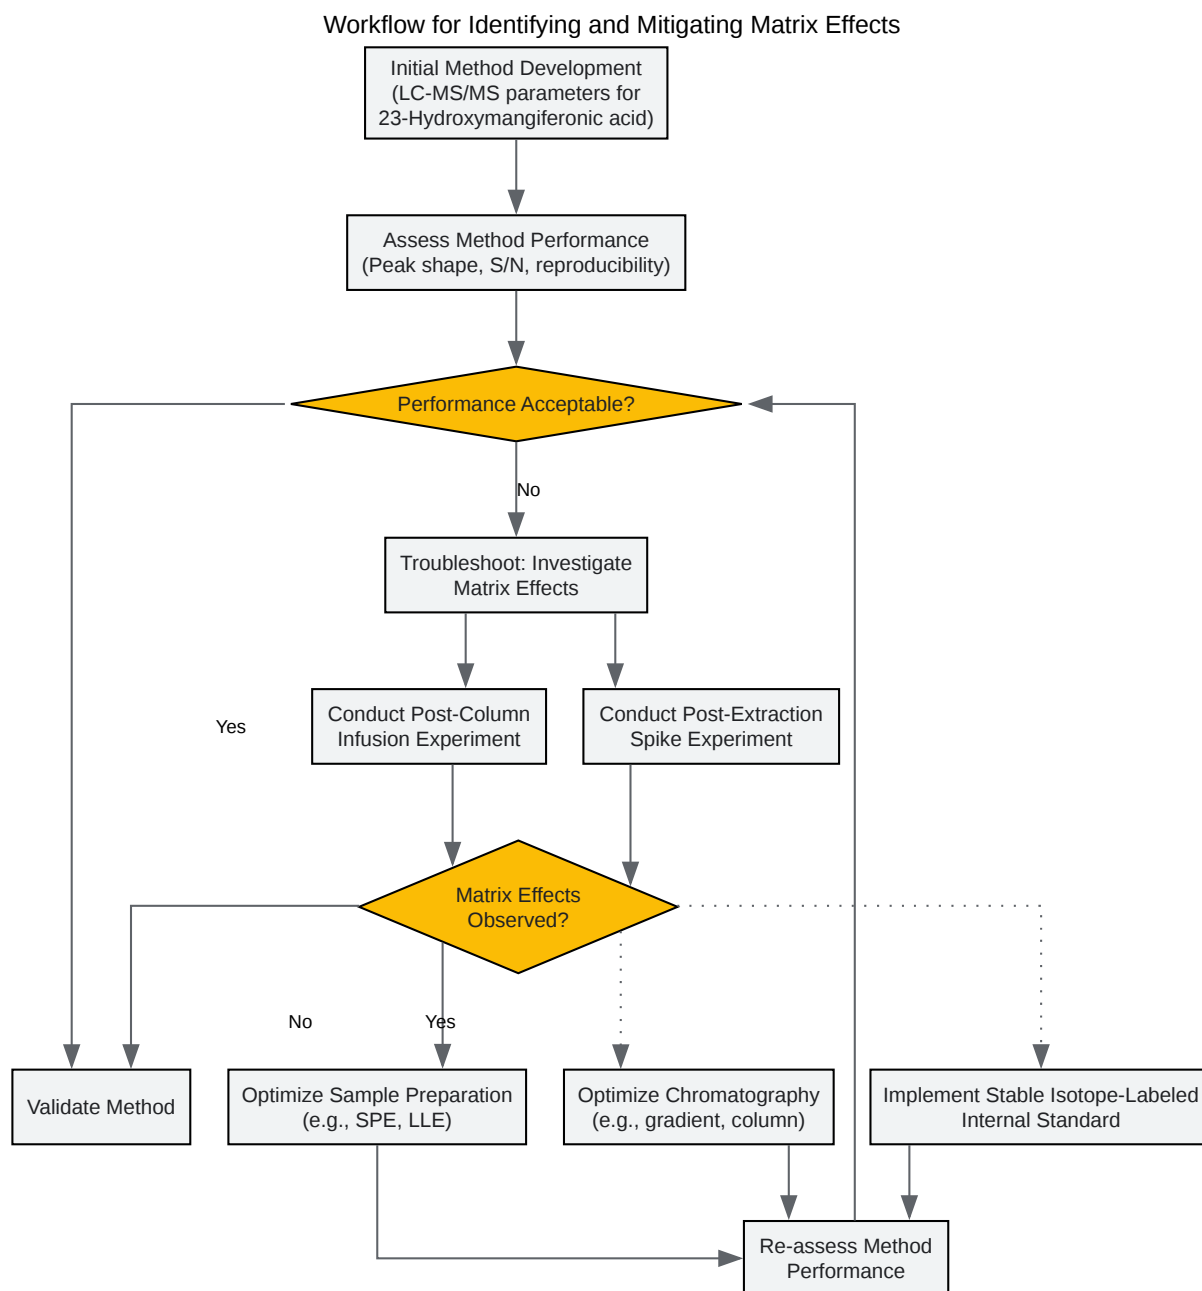 Workflow for Identifying and Mitigating Matrix Effects
Initial Method Development
(LC-MS/MS parameters for
23-Hydroxymangiferonic acid)
Assess Method Performance
(Peak shape, S/N, reproducibility)
Performance Acceptable?
No
Troubleshoot: Investigate
Matrix Effects
Conduct Post-Column
Infusion Experiment
Conduct Post-Extraction
Spike Experiment
Yes
Matrix Effects
Observed?
No
Yes
Validate Method
Optimize Sample Preparation
(e.g., SPE, LLE)
Optimize Chromatography
(e.g., gradient, column)
Implement Stable Isotope-Labeled
Internal Standard
Re-assess Method
Performance